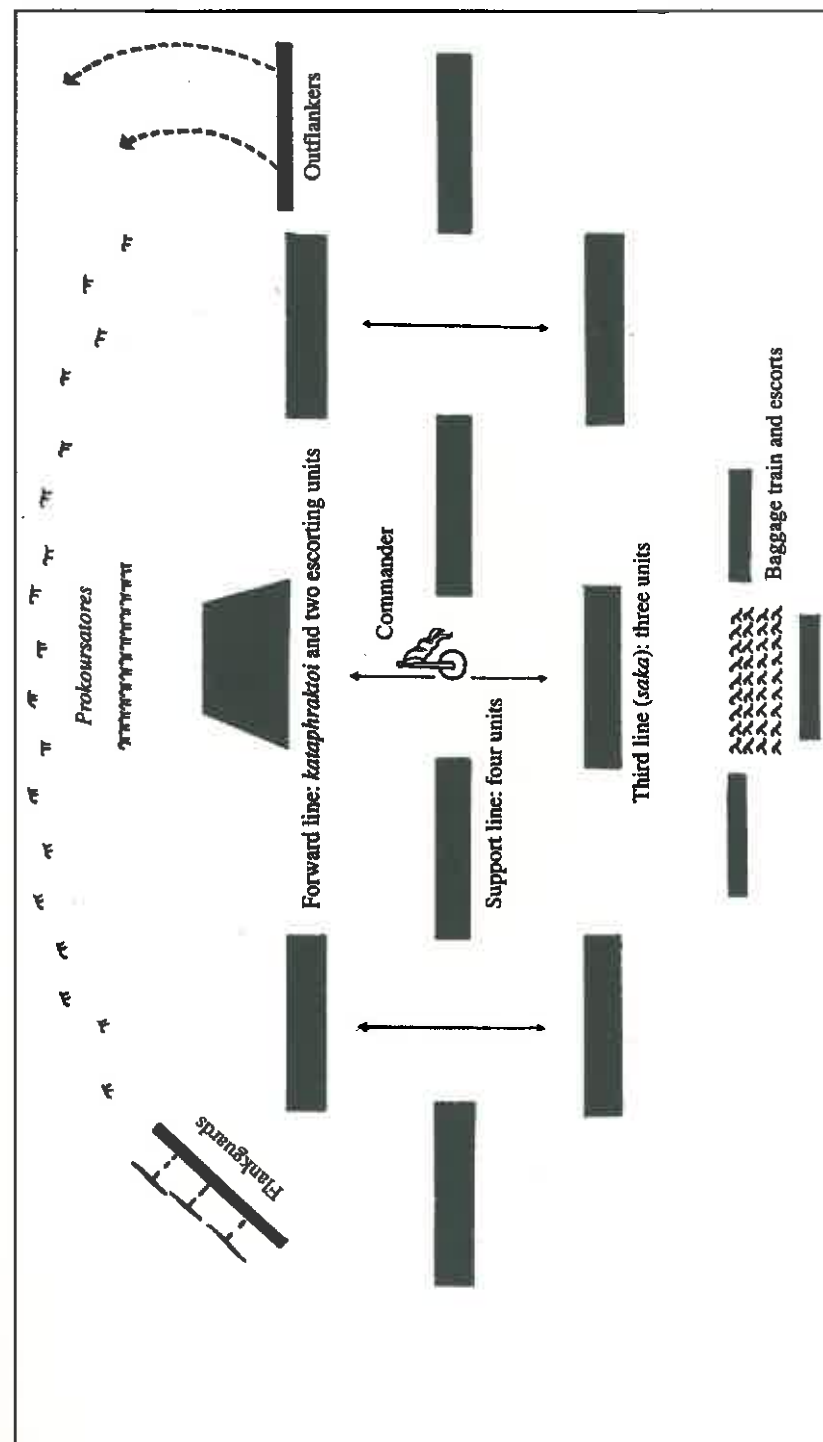 Outflankers
Prokoursatores
Flankguards
Forward line: kataphraktoi and two escorting units
Commander
Support line: four units
Third line (saka): three units
Baggage train and escorts